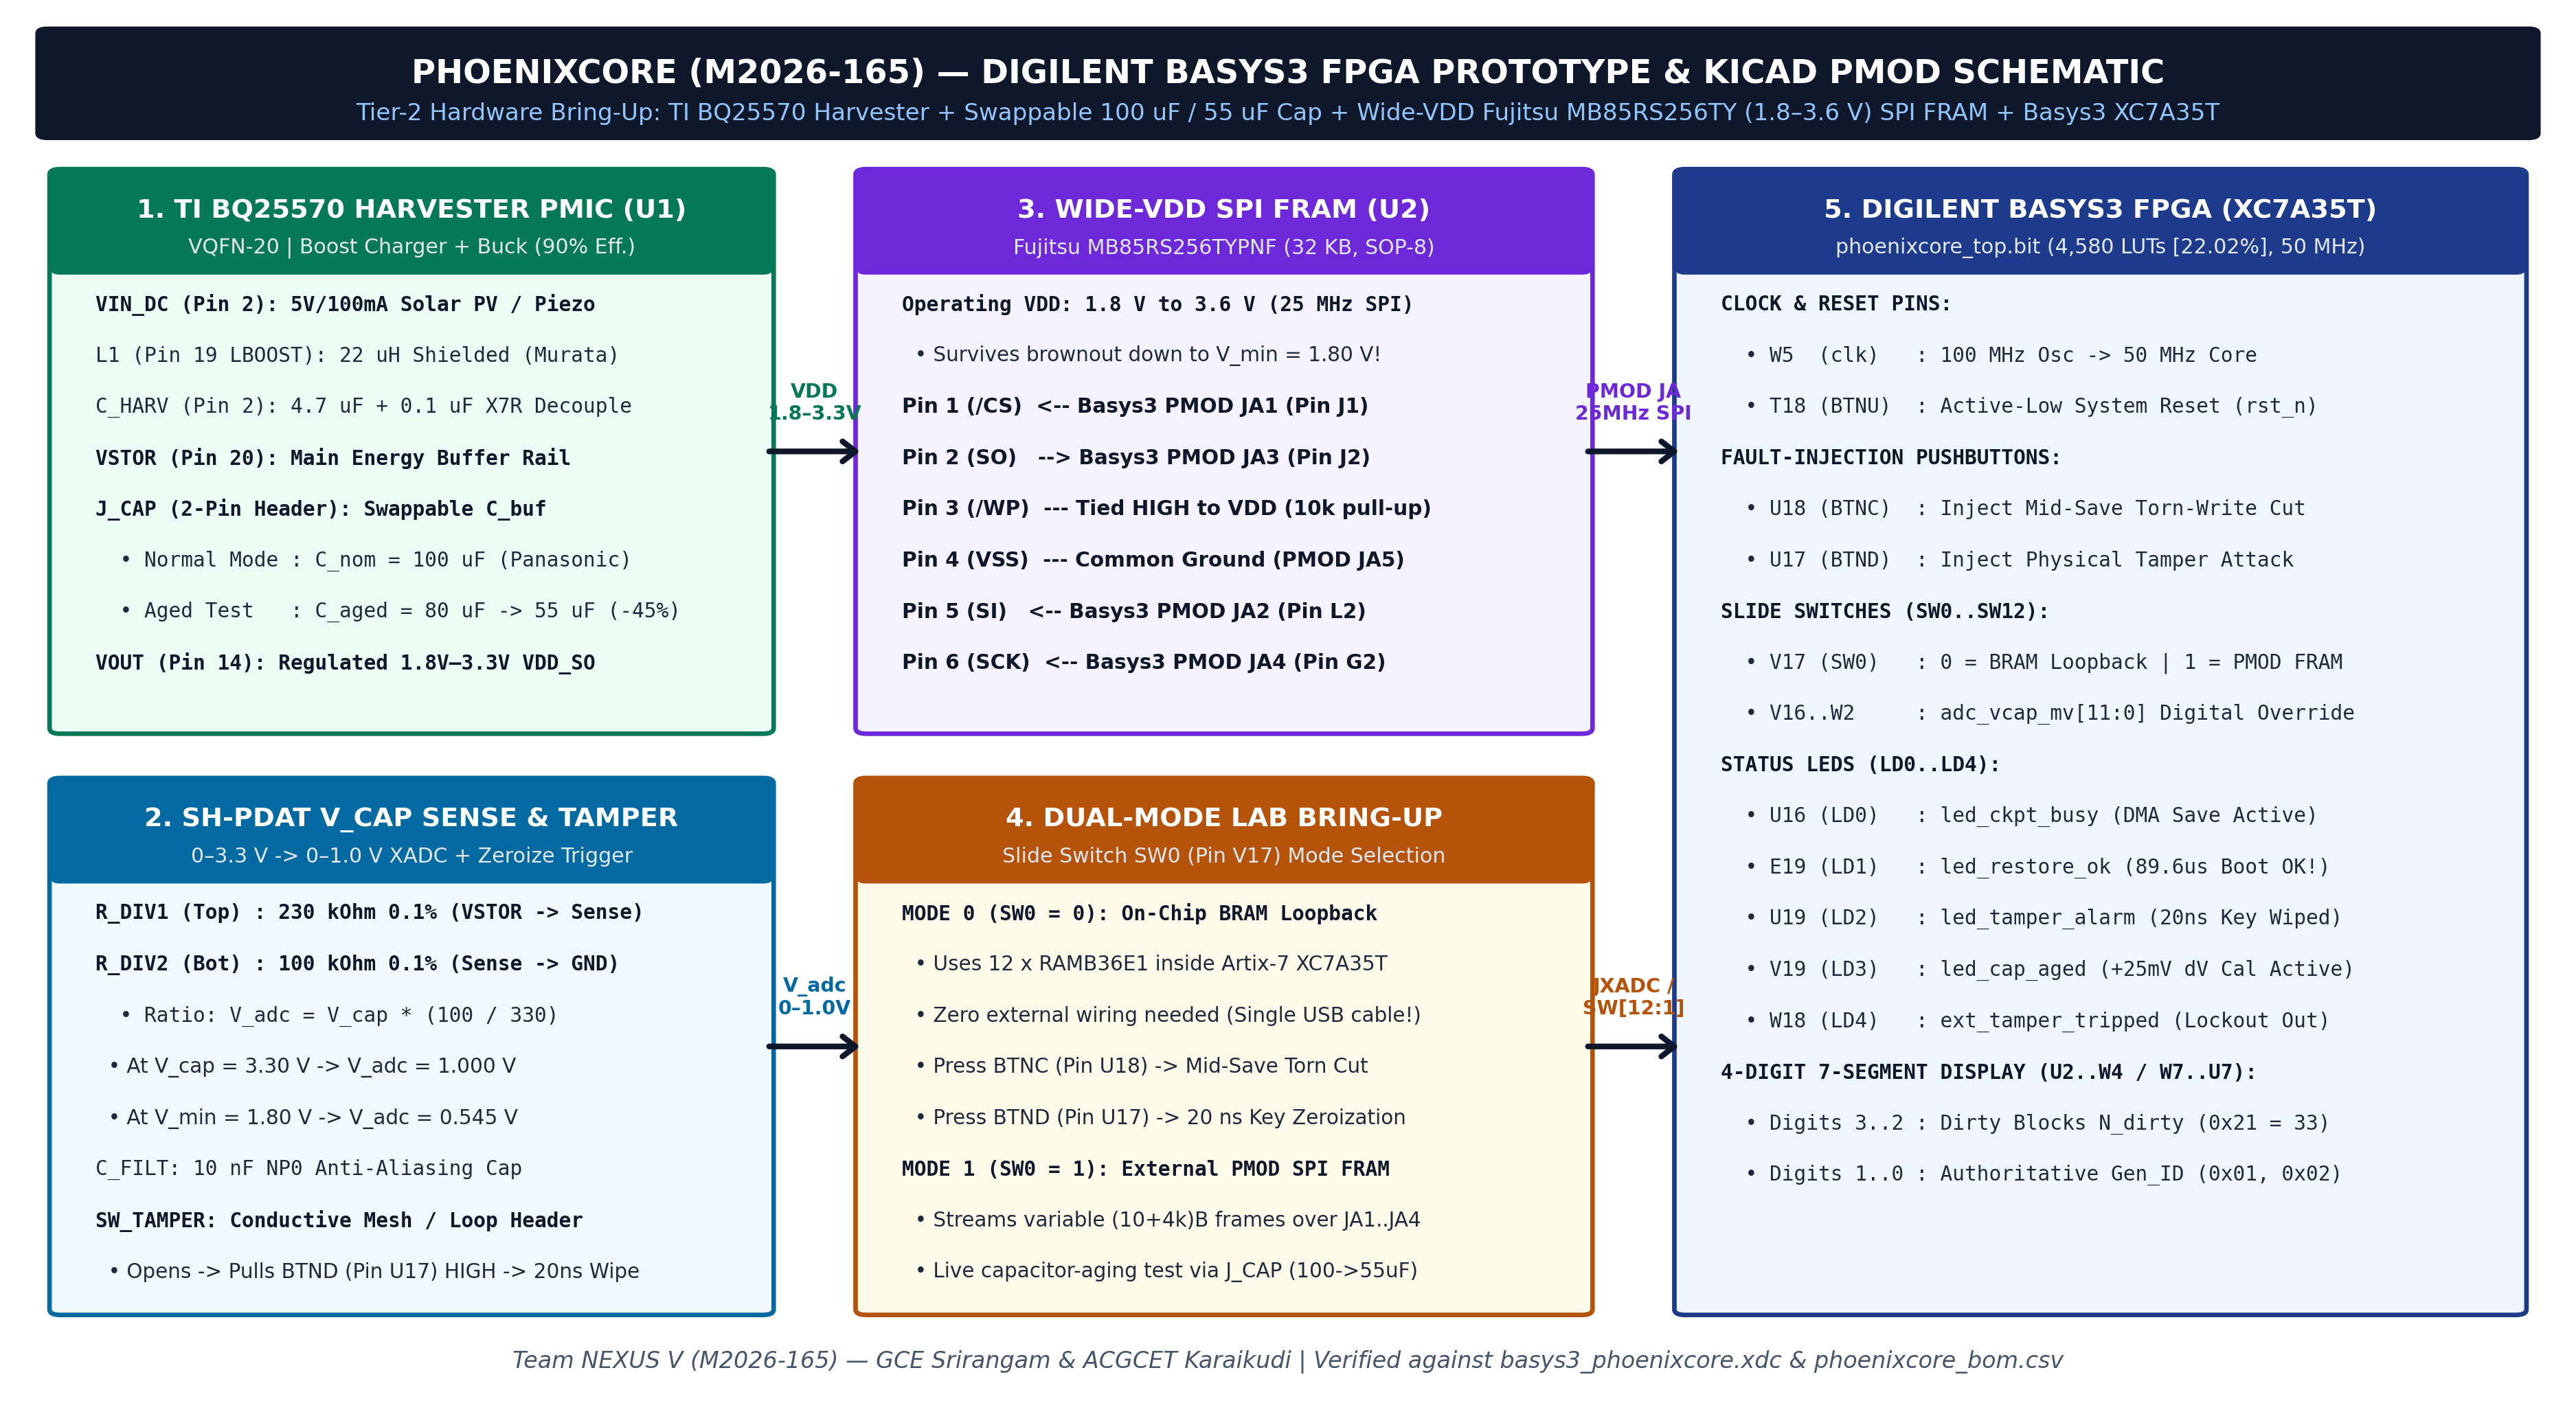 PHOENIXCORE (M2026-165) — DIGILENT BASYS3 FPGA PROTOTYPE & KICAD PMOD SCHEMATIC
Tier-2 Hardware Bring-Up: TI BQ25570 Harvester + Swappable 100 uF / 55 uF Cap + Wide-VDD Fujitsu MB85RS256TY (1.8–3.6 V) SPI FRAM + Basys3 XC7A35T
1. TI BQ25570 HARVESTER PMIC (U1)
VQFN-20 | Boost Charger + Buck (90% Eff.)
VIN_DC (Pin 2): 5V/100mA Solar PV / Piezo
L1 (Pin 19 LBOOST): 22 uH Shielded (Murata)
C_HARV (Pin 2): 4.7 uF + 0.1 uF X7R Decouple
VSTOR (Pin 20): Main Energy Buffer Rail
J_CAP (2-Pin Header): Swappable C_buf
• Normal Mode : C_nom = 100 uF (Panasonic)
• Aged Test   : C_aged = 80 uF -> 55 uF (-45%)
VOUT (Pin 14): Regulated 1.8V–3.3V VDD_SO
VDD
1.8–3.3V
3. WIDE-VDD SPI FRAM (U2)
Fujitsu MB85RS256TYPNF (32 KB, SOP-8)
Operating VDD: 1.8 V to 3.6 V (25 MHz SPI)
• Survives brownout down to V_min = 1.80 V!
Pin 1 (/CS)  <-- Basys3 PMOD JA1 (Pin J1)
Pin 2 (SO)   --> Basys3 PMOD JA3 (Pin J2)
Pin 3 (/WP)  --- Tied HIGH to VDD (10k pull-up)
Pin 4 (VSS)  --- Common Ground (PMOD JA5)
Pin 5 (SI)   <-- Basys3 PMOD JA2 (Pin L2)
Pin 6 (SCK)  <-- Basys3 PMOD JA4 (Pin G2)
PMOD JA
25MHz SPI
2. SH-PDAT V_CAP SENSE & TAMPER
0–3.3 V -> 0–1.0 V XADC + Zeroize Trigger
R_DIV1 (Top) : 230 kOhm 0.1% (VSTOR -> Sense)
R_DIV2 (Bot) : 100 kOhm 0.1% (Sense -> GND)
• Ratio: V_adc = V_cap * (100 / 330)
• At V_cap = 3.30 V -> V_adc = 1.000 V
• At V_min = 1.80 V -> V_adc = 0.545 V
C_FILT: 10 nF NP0 Anti-Aliasing Cap
SW_TAMPER: Conductive Mesh / Loop Header
• Opens -> Pulls BTND (Pin U17) HIGH -> 20ns Wipe
V_adc
0–1.0V
4. DUAL-MODE LAB BRING-UP
Slide Switch SW0 (Pin V17) Mode Selection
MODE 0 (SW0 = 0): On-Chip BRAM Loopback
• Uses 12 x RAMB36E1 inside Artix-7 XC7A35T
• Zero external wiring needed (Single USB cable!)
• Press BTNC (Pin U18) -> Mid-Save Torn Cut
• Press BTND (Pin U17) -> 20 ns Key Zeroization
MODE 1 (SW0 = 1): External PMOD SPI FRAM
• Streams variable (10+4k)B frames over JA1..JA4
• Live capacitor-aging test via J_CAP (100->55uF)
JXADC /
SW[12:1]
5. DIGILENT BASYS3 FPGA (XC7A35T)
phoenixcore_top.bit (4,580 LUTs [22.02%], 50 MHz)
CLOCK & RESET PINS:
• W5  (clk)   : 100 MHz Osc -> 50 MHz Core
• T18 (BTNU)  : Active-Low System Reset (rst_n)
FAULT-INJECTION PUSHBUTTONS:
• U18 (BTNC)  : Inject Mid-Save Torn-Write Cut
• U17 (BTND)  : Inject Physical Tamper Attack
SLIDE SWITCHES (SW0..SW12):
• V17 (SW0)   : 0 = BRAM Loopback | 1 = PMOD FRAM
• V16..W2     : adc_vcap_mv[11:0] Digital Override
STATUS LEDS (LD0..LD4):
• U16 (LD0)   : led_ckpt_busy (DMA Save Active)
• E19 (LD1)   : led_restore_ok (89.6us Boot OK!)
• U19 (LD2)   : led_tamper_alarm (20ns Key Wiped)
• V19 (LD3)   : led_cap_aged (+25mV dV Cal Active)
• W18 (LD4)   : ext_tamper_tripped (Lockout Out)
4-DIGIT 7-SEGMENT DISPLAY (U2..W4 / W7..U7):
• Digits 3..2 : Dirty Blocks N_dirty (0x21 = 33)
• Digits 1..0 : Authoritative Gen_ID (0x01, 0x02)
Team NEXUS V (M2026-165) — GCE Srirangam & ACGCET Karaikudi | Verified against basys3_phoenixcore.xdc & phoenixcore_bom.csv